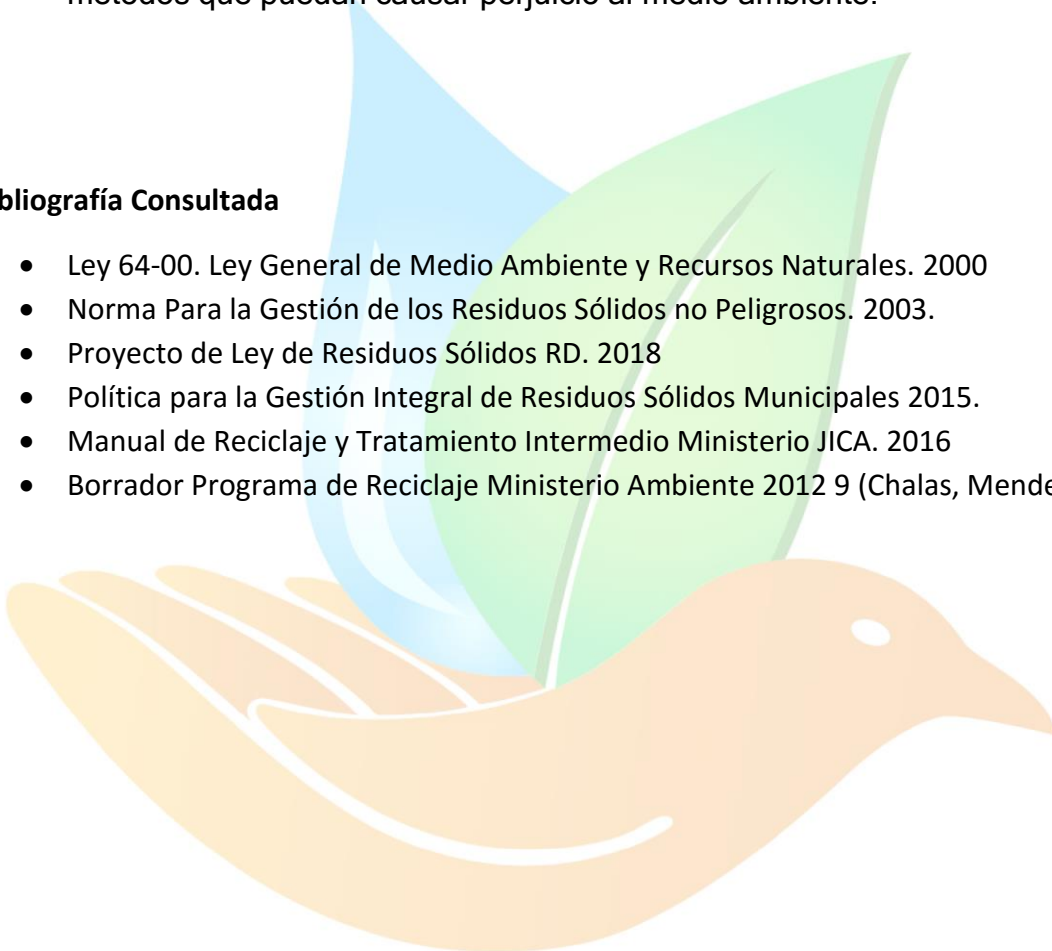 métodos que puedan causar perjuicio al medio ambiente.
bliografía Consultada
• Ley 64-00. Ley General de Medio Ambiente y Recursos Naturales. 2000
• Norma Para la Gestión de los Residuos Sólidos no Peligrosos. 2003.
• Proyecto de Ley de Residuos Sólidos RD. 2018
• Política para la Gestión Integral de Residuos Sólidos Municipales 2015.
• Manual de Reciclaje y Tratamiento Intermedio Ministerio JICA. 2016
• Borrador Programa de Reciclaje Ministerio Ambiente 2012 9 (Chalas, Mende